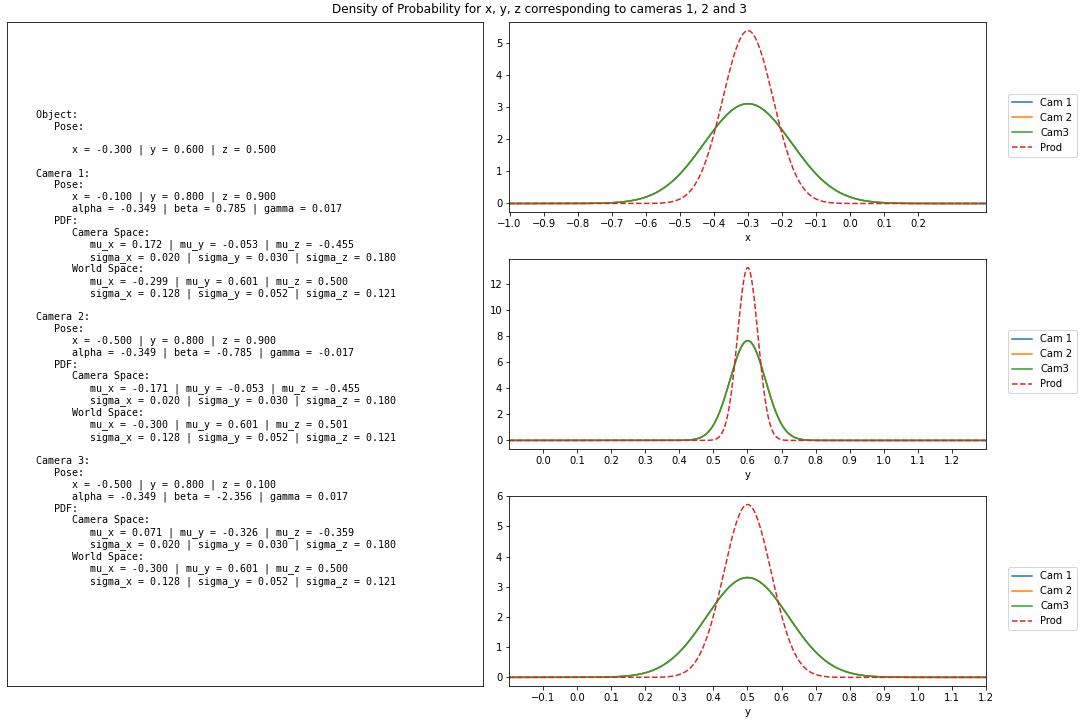 Density of Probability for x, y, z corresponding to cameras 1, 2 and 3
Object:
Pose:
x = -0.300 | y = 0.600 | z = 0.500
Camera 1:
Pose:
x = -0.100 | y = 0.800 | z = 0.900
alpha = -0.349 | beta = 0.785 | gamma = 0.017
PDF:
Camera Space:
mu_x = 0.172 | mu_y = -0.053 | mu_z = -0.455
sigma_x = 0.020 | sigma_y = 0.030 | sigma_z = 0.180
World Space:
mu_x = -0.299 | mu_y = 0.601 | mu_z = 0.500
sigma_x = 0.128 | sigma_y = 0.052 | sigma_z = 0.121
Camera 2:
Pose:
x = -0.500 | y = 0.800 | z = 0.900
alpha = -0.349 | beta = -0.785 | gamma = -0.017
PDF:
Camera Space:
mu_x = -0.171 | mu_y = -0.053 | mu_z = -0.455
sigma_x = 0.020 | sigma_y = 0.030 | sigma_z = 0.180
World Space:
mu_x = -0.300 | mu_y = 0.601 | mu_z = 0.501
sigma_x = 0.128 | sigma_y = 0.052 | sigma_z = 0.121
Camera 3:
Pose:
x = -0.500 | y = 0.800 | z = 0.100
alpha = -0.349 | beta = -2.356 | gamma = 0.017
PDF:
Camera Space:
mu_x = 0.071 | mu_y = -0.326 | mu_z = -0.359
sigma_x = 0.020 | sigma_y = 0.030 | sigma_z = 0.180
World Space:
mu_x = -0.300 | mu_y = 0.601 | mu_z = 0.500
sigma_x = 0.128 | sigma_y = 0.052 | sigma_z = 0.121
5
4
3
2
1
0
−1.0 −0.9 −0.8 −0.7 −0.6 −0.5 −0.4 −0.3 −0.2 −0.1 0.0 0.1 0.2
x
Cam 1
Cam 2
Cam3
Prod
12
10
8
6
4
2
0
0.0 0.1 0.2 0.3 0.4 0.5 0.6 0.7 0.8 0.9 1.0 1.1 1.2
y
Cam 1
Cam 2
Cam3
Prod
6
5
4
3
2
1
0
−0.1 0.0 0.1 0.2 0.3 0.4 0.5 0.6 0.7 0.8 0.9 1.0 1.1 1.2
y
Cam 1
Cam 2
Cam3
Prod